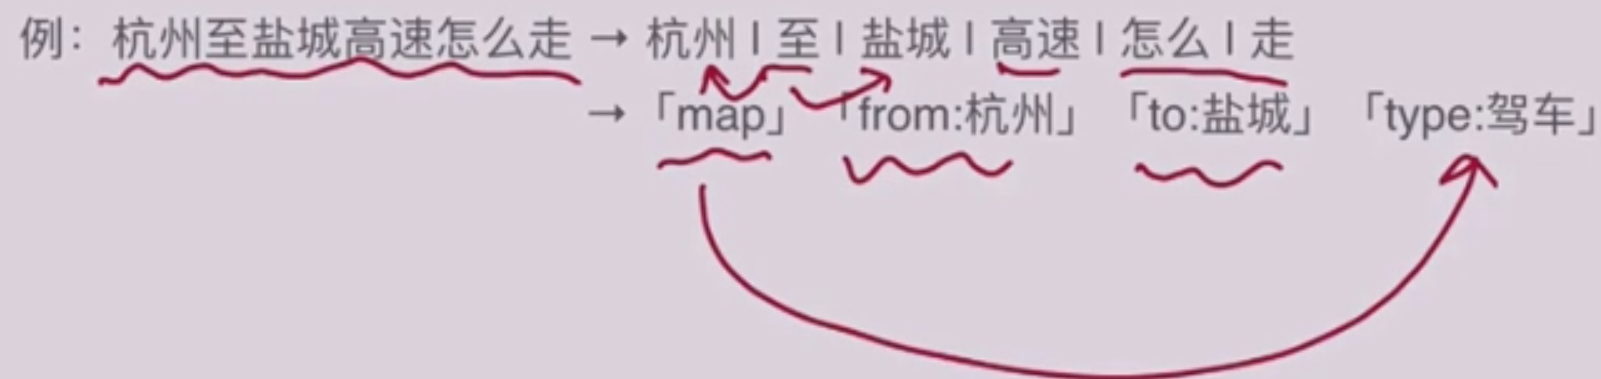 例：杭州至盐城高速怎么走 → 杭州 | 至 | 盐城 | 高速 | 怎么 | 走
→「map」「from:杭州」「to:盐城」「type:驾车」